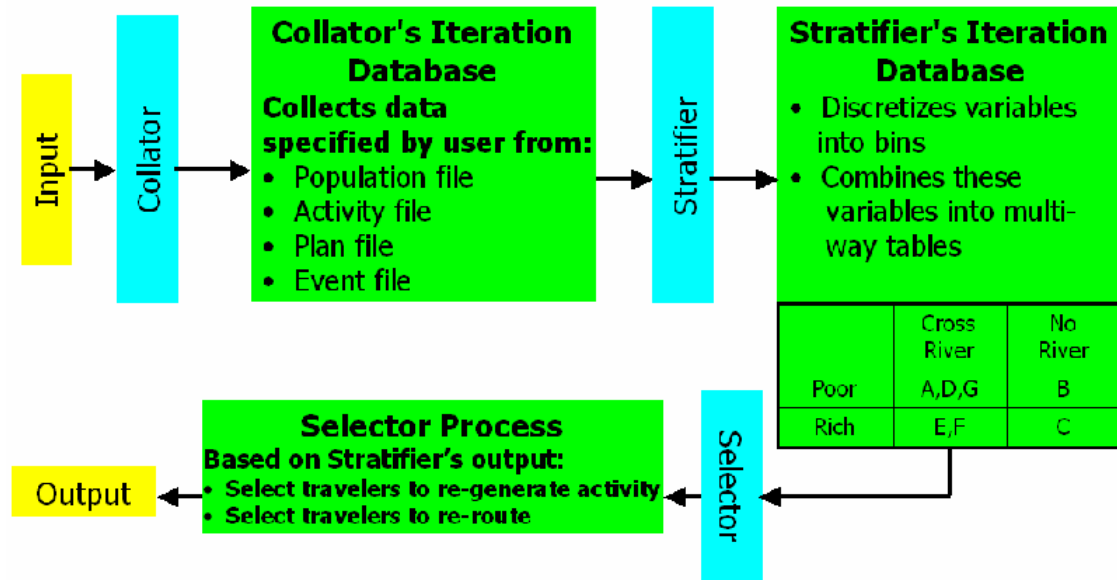 Input
Collator
Collator's Iteration
Database
Collects data
specified by user from:
• Population file
• Activity file
• Plan file
• Event file
Stratifier
Stratifier's Iteration
Database
• Discretizes variables
into bins
• Combines these
variables into multi-
way tables
Cross
River
No
River
Poor
A,D,G
B
Rich
E,F
C
Selector
Selector Process
Based on Stratifier's output:
• Select travelers to re-generate activity
• Select travelers to re-route
Output